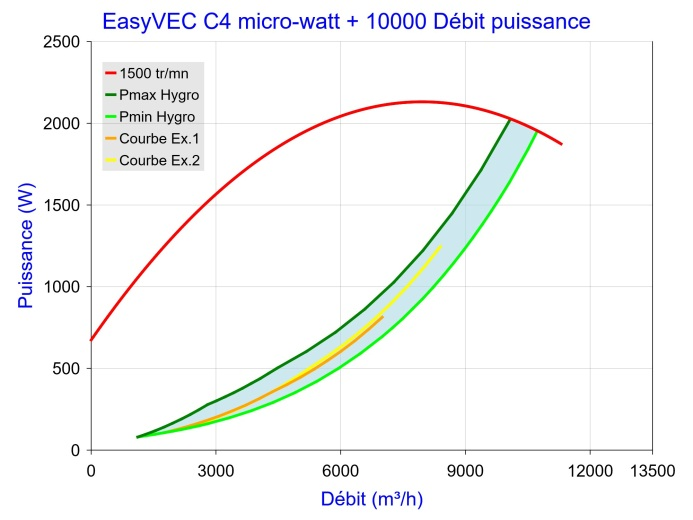 EasyVEC C4 micro-watt + 10000 Débit puissance
2500
2000
1500
1000
500
0
Puissance (W)
1500 tr/mn
Pmax Hygro
Pmin Hygro
Courbe Ex.1
Courbe Ex.2
0 3000 6000 9000 12000 13500
Débit (m³/h)